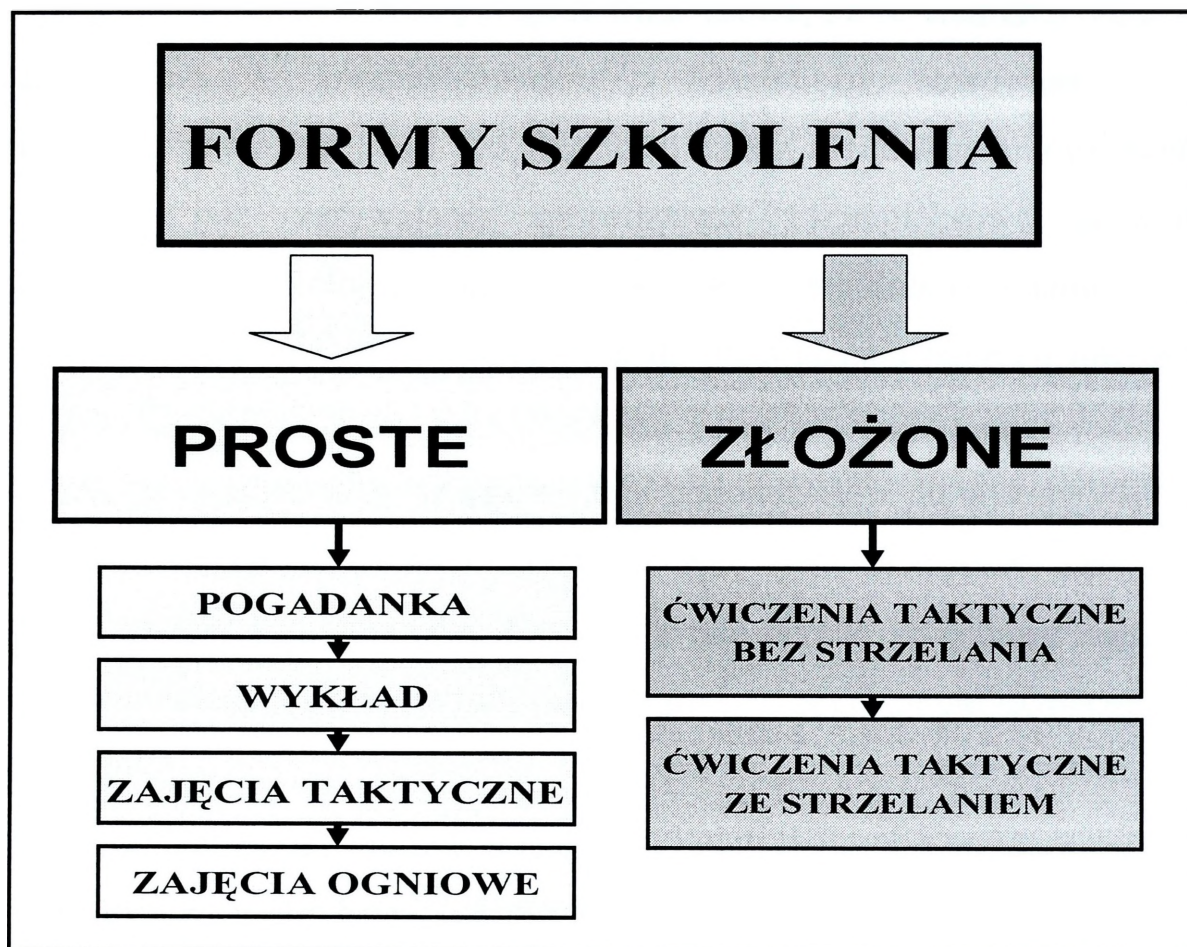 FORMY SZKOLENIA
PROSTE
POGADANKA
WYKŁAD
ZAJĘCIA TAKTYCZNE
ZAJĘCIA OGNIOWE
ZŁOŻONE
ĆWICZENIA TAKTYCZNE
BEZ STRZELANIA
ĆWICZENIA TAKTYCZNE
ZE STRZELANIEM